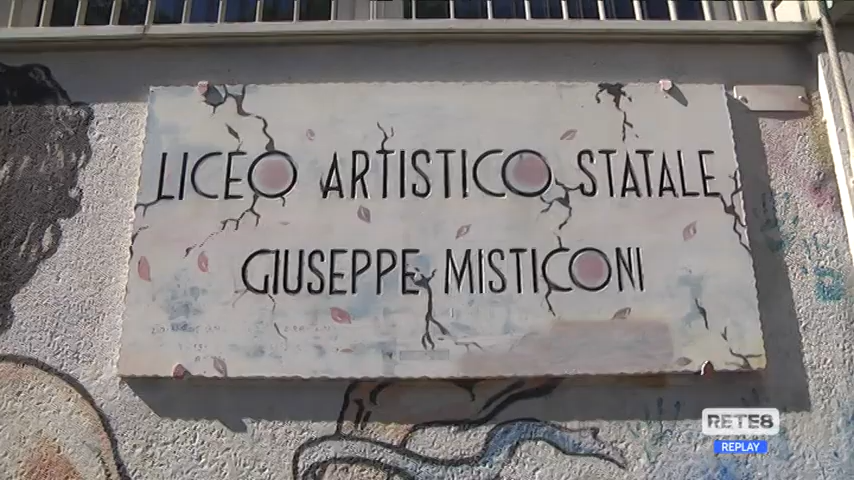 LICEO ARTISTICO STATALE
GIUSEPPE MISTICONI
RETE8
REPLAY